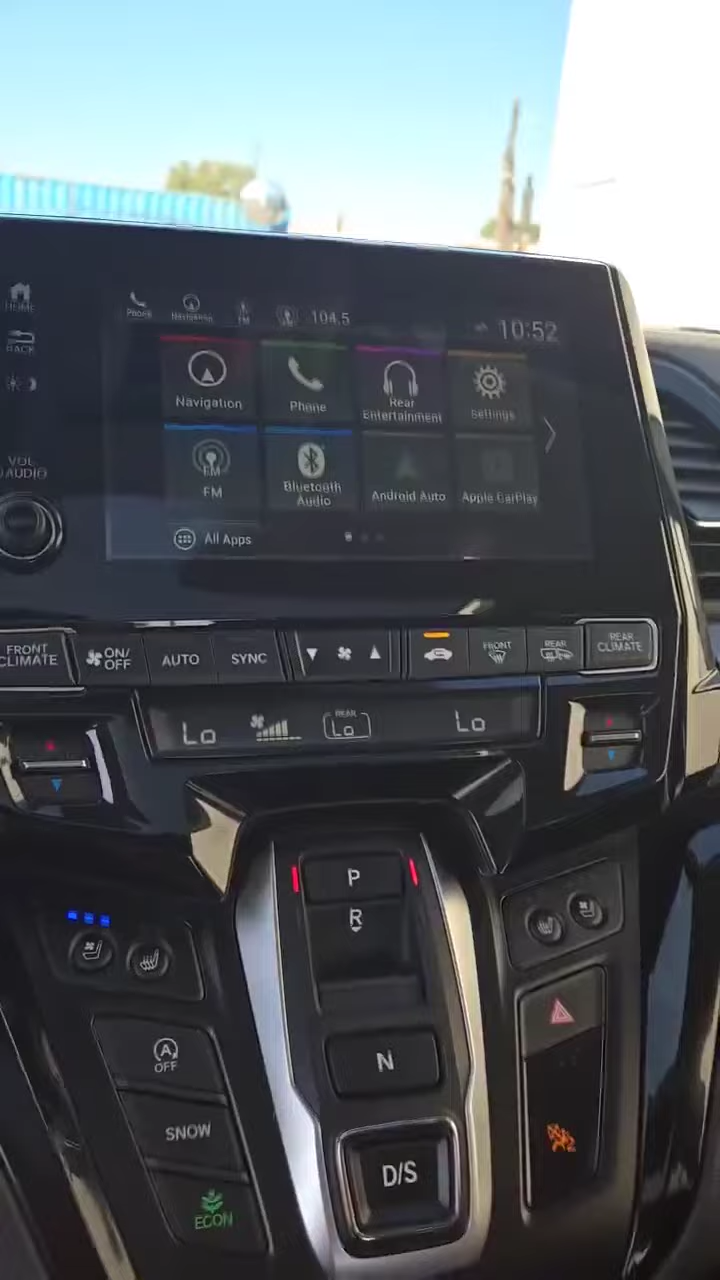 HOME
Phone
Navigation
FM
104.5
10:52
BACK
Navigation
Phone
Rear
Entertainment
Settings
VOL
AUDIO
FM
FM
Bluetooth
Audio
Android Auto
Apple CarPlay
All Apps
FRONT
CLIMATE
ON/
OFF
AUTO
SYNC
FRONT
REAR
REAR
CLIMATE
Lo
REAR
Lo
Lo
P
R
A
OFF
N
SNOW
D/S
ECON